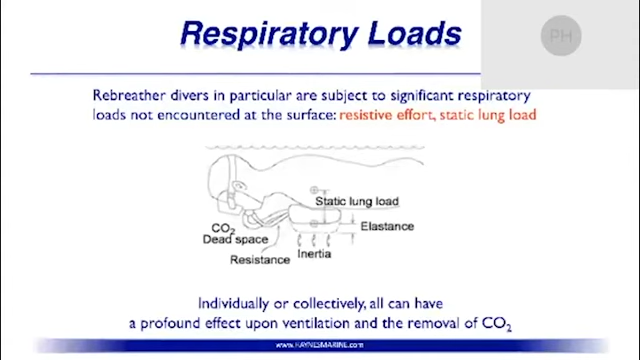 Respiratory Loads
PH
Rebreather divers in particular are subject to significant respiratory
loads not encountered at the surface: resistive effort, static lung load
Static lung load
CO2
Dead space
Elastance
Resistance
Inertia
Individually or collectively, all can have
a profound effect upon ventilation and the removal of CO2
www.HAYNESMARINE.com